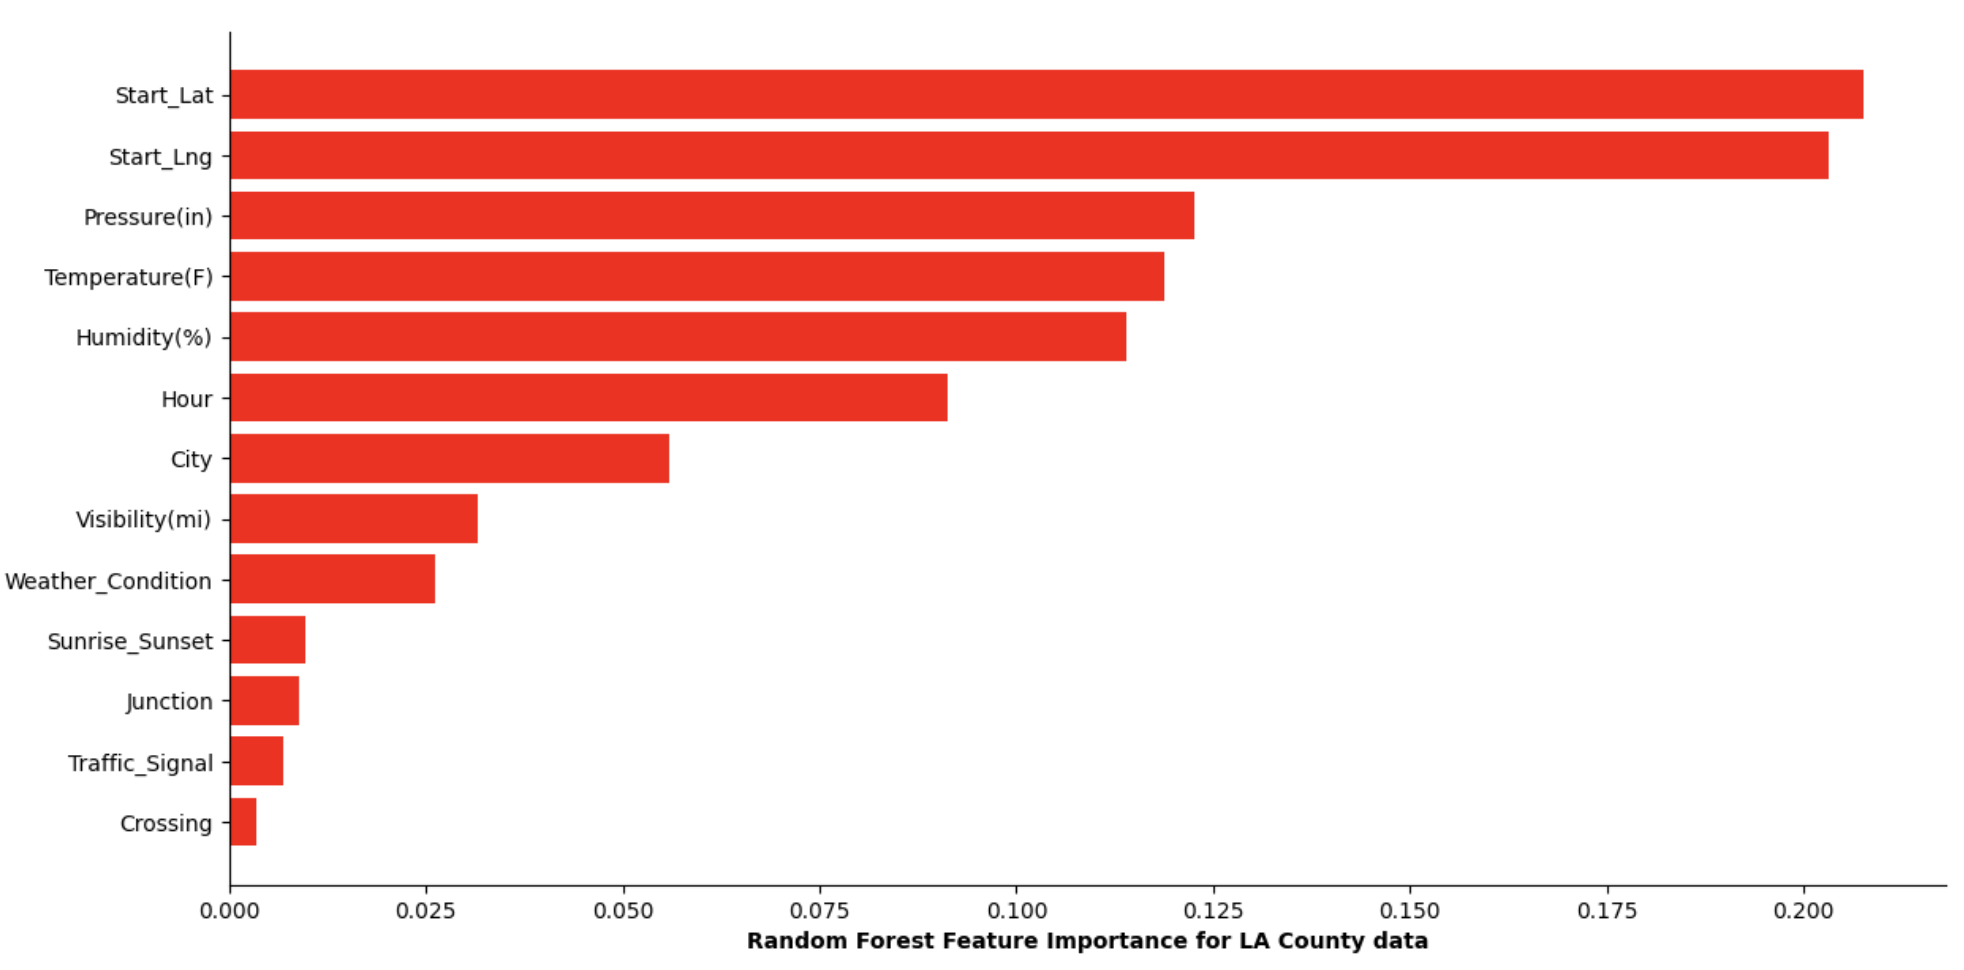 Start_Lat
Start_Lng
Pressure(in)
Temperature(F)
Humidity(%)
Hour
City
Visibility(mi)
Weather_Condition
Sunrise_Sunset
Junction
Traffic_Signal
Crossing
0.000 0.025 0.050 0.075 0.100 0.125 0.150 0.175 0.200
Random Forest Feature Importance for LA County data